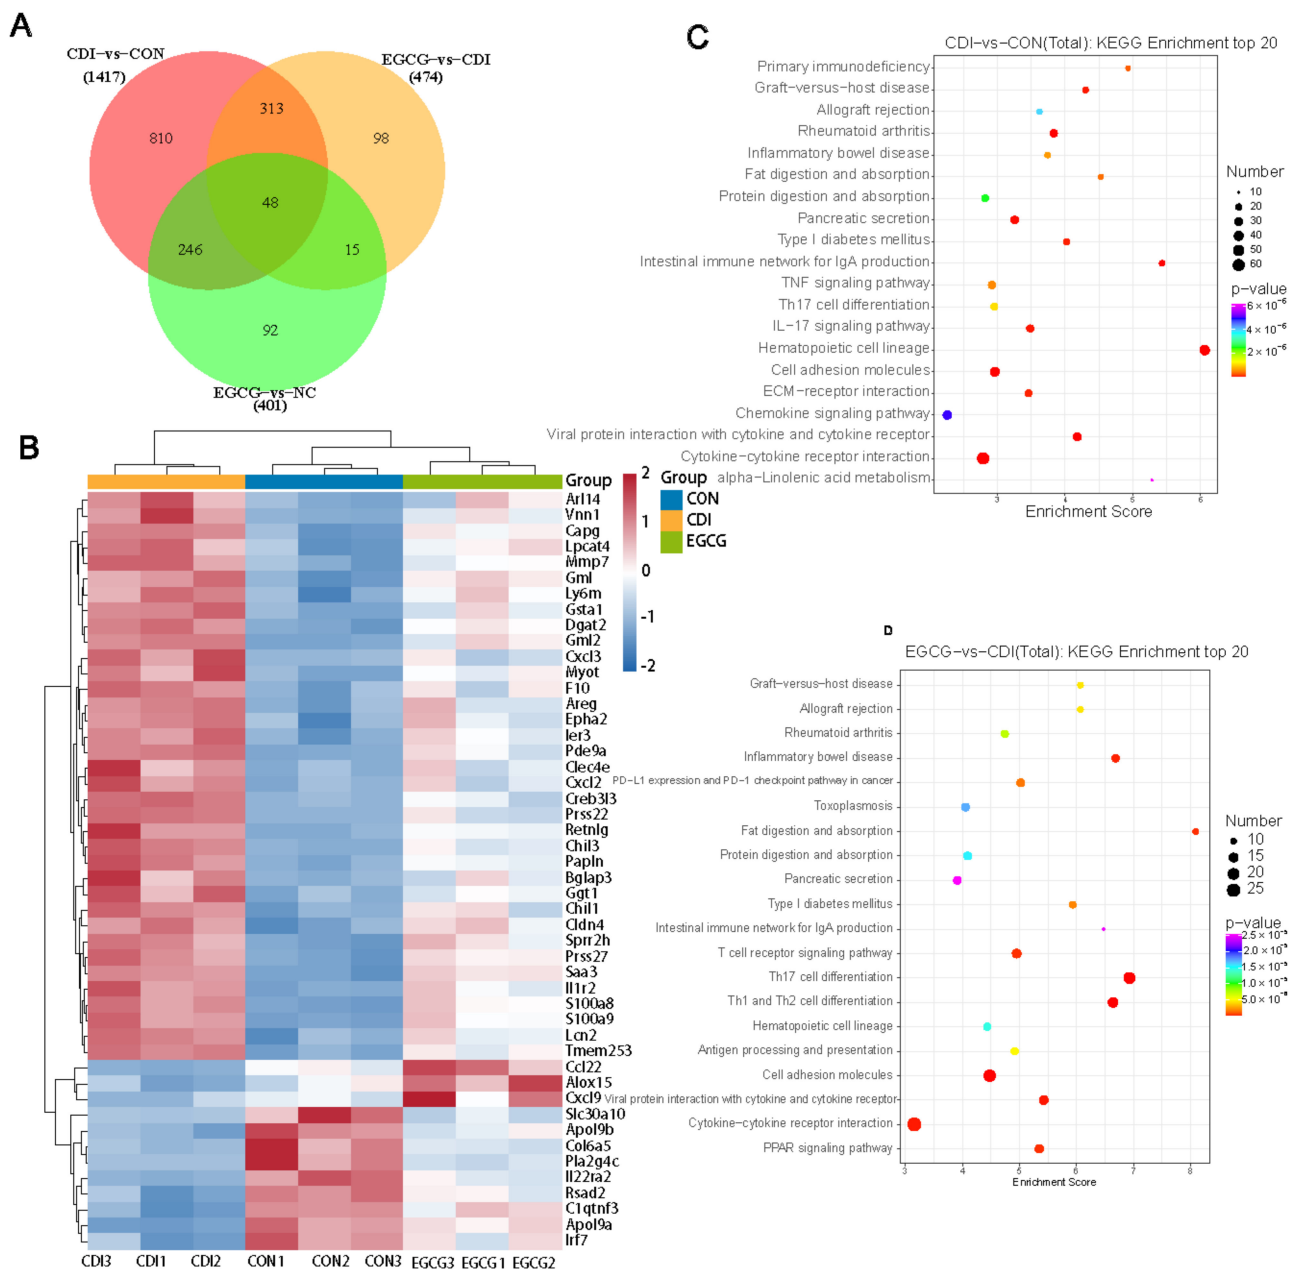 A
CDI-vs-CON
(1417)
EGCG-vs-CDI
(474)
313
810
98
48
246
15
92
EGCG-vs-NC
(401)
B
Group
Arl14
Vnn1
Capg
Lpcat4
Mmp7
Gml
Ly6m
Gsta1
Dgat2
Gml2
Cxcl3
Myot
F10
Areg
Epha2
Ier3
Pde9a
Clec4e
Cxcl2
Creb3l3
Prss22
Retnlg
Chil3
Papln
Bglap3
Ggt1
Chil1
Cldn4
Sprr2h
Prss27
Saa3
Il1r2
S100a8
S100a9
Lcn2
Tmem253
Ccl22
Alox15
Cxcl9
Slc30a10
Apol9b
Col6a5
Pla2g4c
Il22ra2
Rsad2
C1qtnf3
Apol9a
Irf7
CDI3 CDI1 CDI2 CON1 CON2 CON3 EGCG3 EGCG1 EGCG2
2
1
0
-1
-2
Group
CON
CDI
EGCG
C
CDI-vs-CON(Total): KEGG Enrichment top 20
Primary immunodeficiency
Graft-versus-host disease
Allograft rejection
Rheumatoid arthritis
Inflammatory bowel disease
Fat digestion and absorption
Protein digestion and absorption
Pancreatic secretion
Type I diabetes mellitus
Intestinal immune network for IgA production
TNF signaling pathway
Th17 cell differentiation
IL-17 signaling pathway
Hematopoietic cell lineage
Cell adhesion molecules
ECM-receptor interaction
Chemokine signaling pathway
Viral protein interaction with cytokine and cytokine receptor
Cytokine-cytokine receptor interaction
alpha-Linolenic acid metabolism
3 4 5 6
Enrichment Score
Number
10
20
30
40
50
60
p-value
6×10⁻⁶
4×10⁻⁶
2×10⁻⁶
D
EGCG-vs-CDI(Total): KEGG Enrichment top 20
Graft-versus-host disease
Allograft rejection
Rheumatoid arthritis
Inflammatory bowel disease
PD-L1 expression and PD-1 checkpoint pathway in cancer
Toxoplasmosis
Fat digestion and absorption
Protein digestion and absorption
Pancreatic secretion
Type I diabetes mellitus
Intestinal immune network for IgA production
T cell receptor signaling pathway
Th17 cell differentiation
Th1 and Th2 cell differentiation
Hematopoietic cell lineage
Antigen processing and presentation
Cell adhesion molecules
Viral protein interaction with cytokine and cytokine receptor
Cytokine-cytokine receptor interaction
PPAR signaling pathway
3 4 5 6 7 8
Enrichment Score
Number
10
15
20
25
p-value